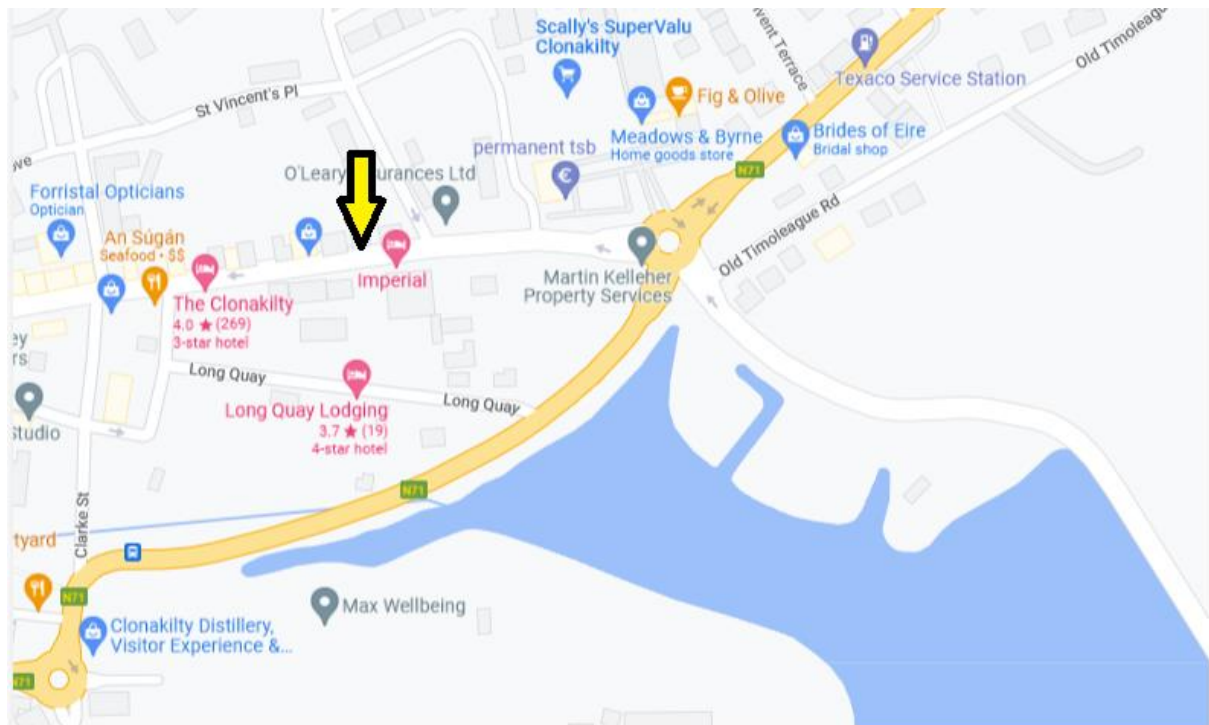 Scally's SuperValu
Clonakilty
Old Timoleagu
Texaco Service Station
St Vincent's Pl
Fig & Olive
Meadows & Byrne
Home goods store
Brides of Eire
Bridal shop
permanent tsb
€
N71
O'Leary
urances Ltd
Forristal Opticians
Optician
An Súgán
Seafood • $$
Old Timoleague Rd
Imperial
Martin Kelleher
Property Services
The Clonakilty
4.0 ★ (269)
3-star hotel
Long Quay
Long Quay
Long Quay Lodging
3.7 ★ (19)
4-star hotel
Studio
N71
Clarke St
tyard
N71
Max Wellbeing
Clonakilty Distillery,
Visitor Experience &...
N71